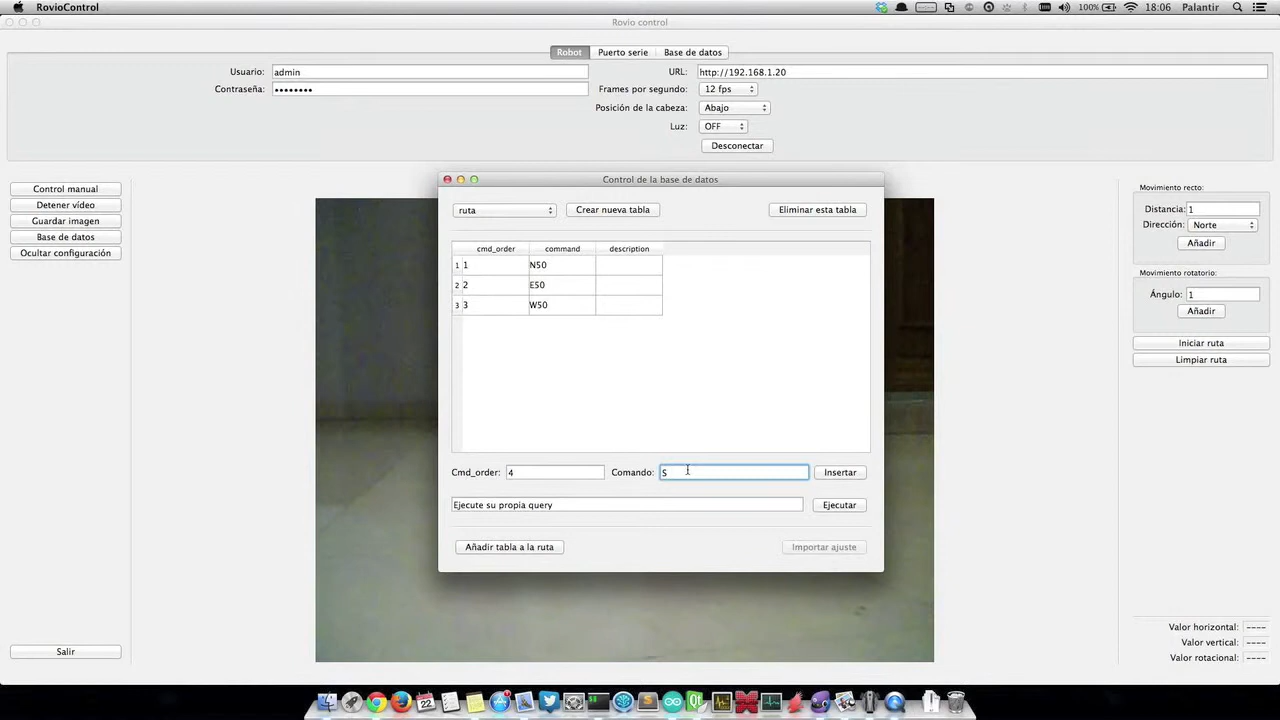 RovioControl 100% 18:06 Palantir
Rovio control
Robot Puerto serie Base de datos
Usuario: admin
Contraseña: ••••••••
URL: http://192.168.1.20
Frames por segundo: 12 fps
Posición de la cabeza: Abajo
Luz: OFF
Desconectar
Control manual
Detener vídeo
Guardar imagen
Base de datos
Ocultar configuración
Salir
Control de la base de datos
ruta Crear nueva tabla Eliminar esta tabla
cmd_order command description
1 1 N50
2 2 E50
3 3 W50
Cmd_order: 4 Comando: S Insertar
Ejecute su propia query Ejecutar
Añadir tabla a la ruta Importar ajuste
Movimiento recto:
Distancia: 1
Dirección: Norte
Añadir
Movimiento rotatorio:
Ángulo: 1
Añadir
Iniciar ruta
Limpiar ruta
Valor horizontal: ----
Valor vertical: ----
Valor rotacional: ----
22